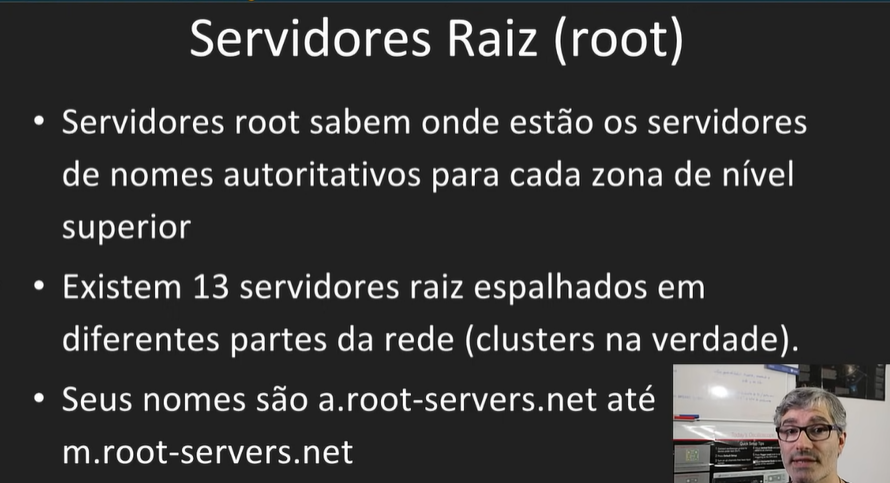 Servidores Raiz (root)
• Servidores root sabem onde estão os servidores
de nomes autoritativos para cada zona de nível
superior
• Existem 13 servidores raiz espalhados em
diferentes partes da rede (clusters na verdade).
• Seus nomes são a.root-servers.net até
m.root-servers.net